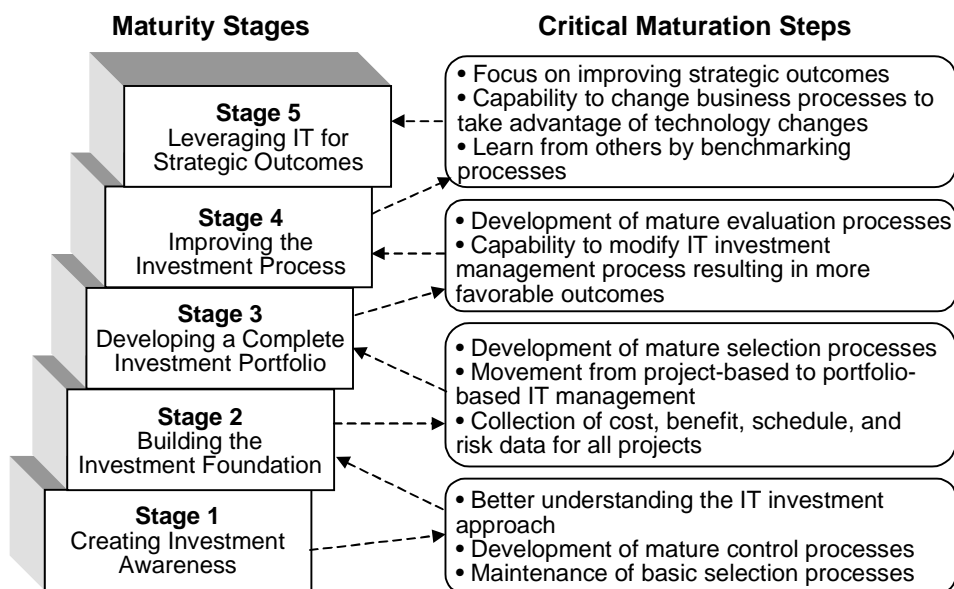 Maturity Stages
Critical Maturation Steps
Stage 5
Leveraging IT for
Strategic Outcomes
• Focus on improving strategic outcomes
• Capability to change business processes to
take advantage of technology changes
• Learn from others by benchmarking
processes
Stage 4
Improving the
Investment Process
• Development of mature evaluation processes
• Capability to modify IT investment
management process resulting in more
favorable outcomes
Stage 3
Developing a Complete
Investment Portfolio
• Development of mature selection processes
• Movement from project-based to portfolio-
based IT management
• Collection of cost, benefit, schedule, and
risk data for all projects
Stage 2
Building the
Investment Foundation
• Better understanding the IT investment
approach
• Development of mature control processes
• Maintenance of basic selection processes
Stage 1
Creating Investment
Awareness